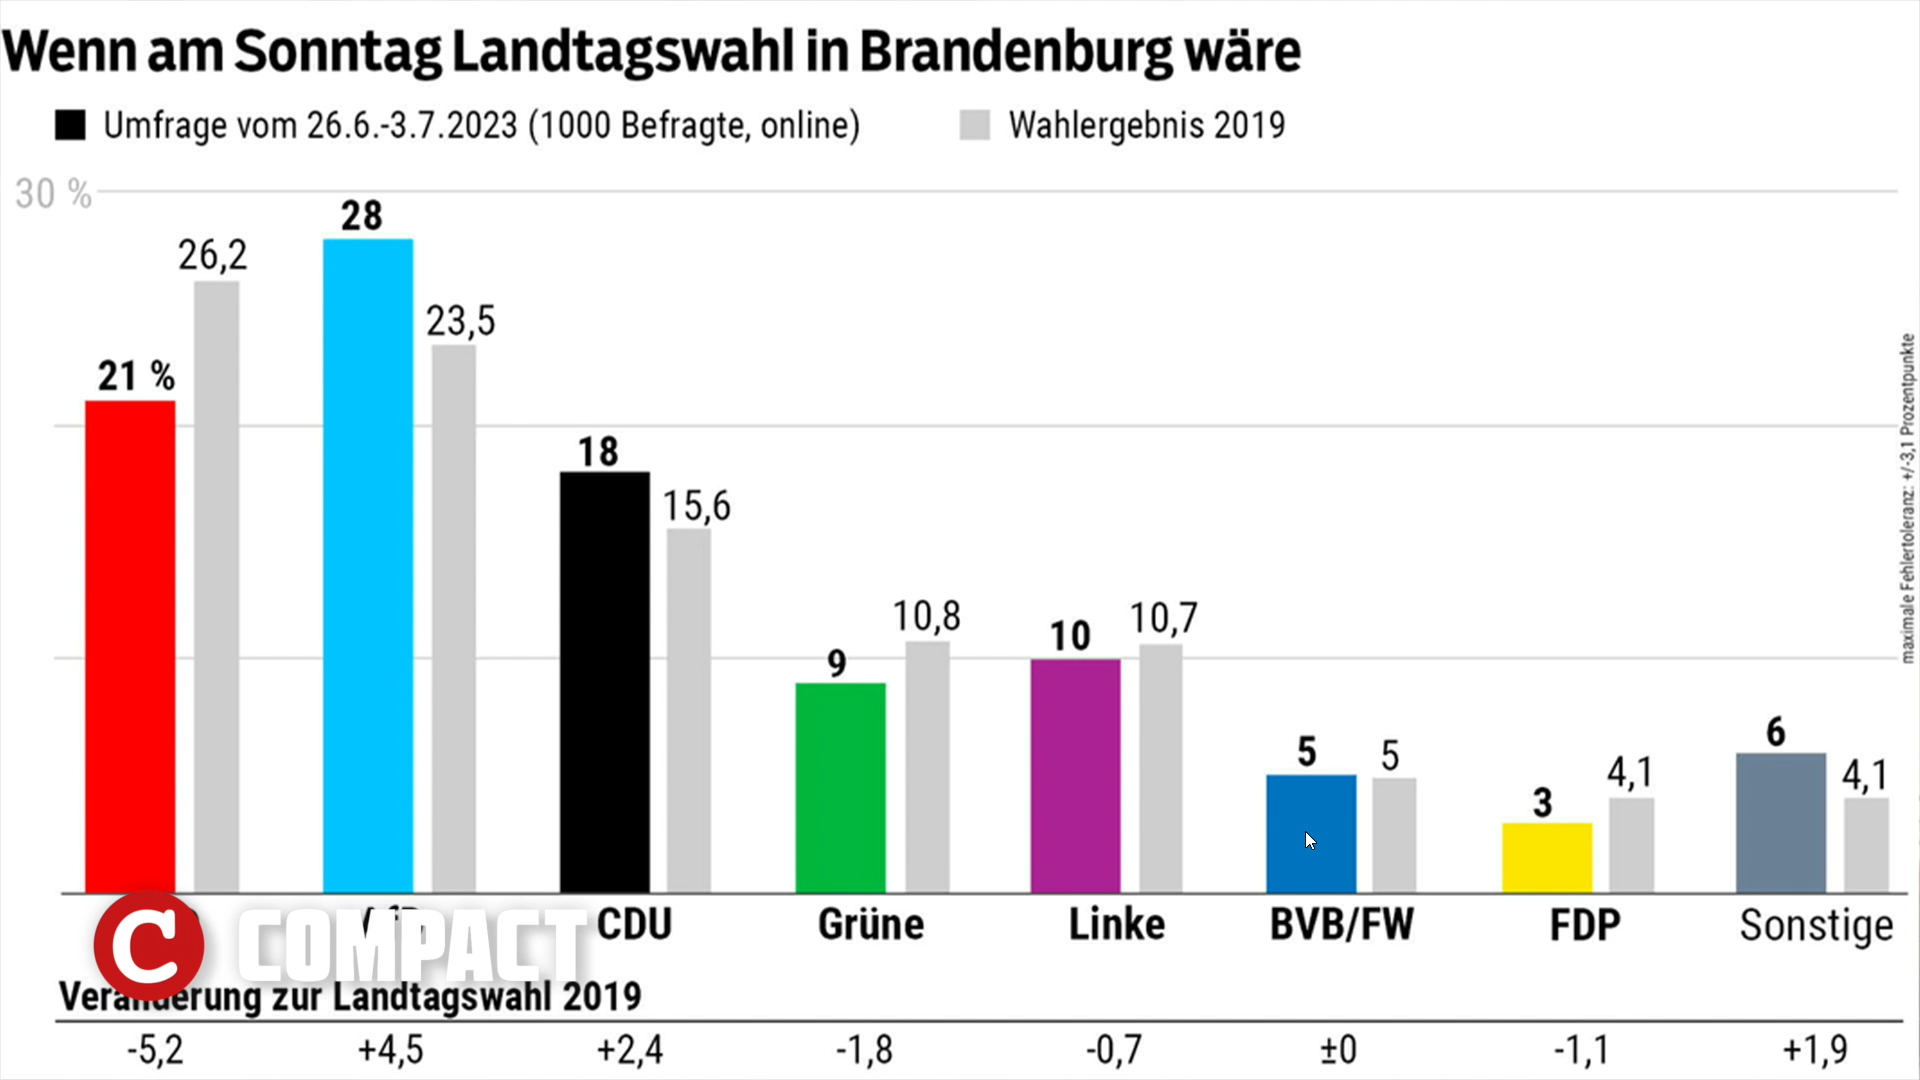 Wenn am Sonntag Landtagswahl in Brandenburg wäre
Umfrage vom 26.6.-3.7.2023 (1000 Befragte, online)
Wahlergebnis 2019
30 %
21 % 26,2
28 23,5
18 15,6
9 10,8
10 10,7
5 5
3 4,1
6 4,1
maximale Fehlertoleranz: +/-3,1 Prozentpunkte
AfD CDU Grüne Linke BVB/FW FDP Sonstige
C COMPACT
Veränderung zur Landtagswahl 2019
-5,2 +4,5 +2,4 -1,8 -0,7 ±0 -1,1 +1,9